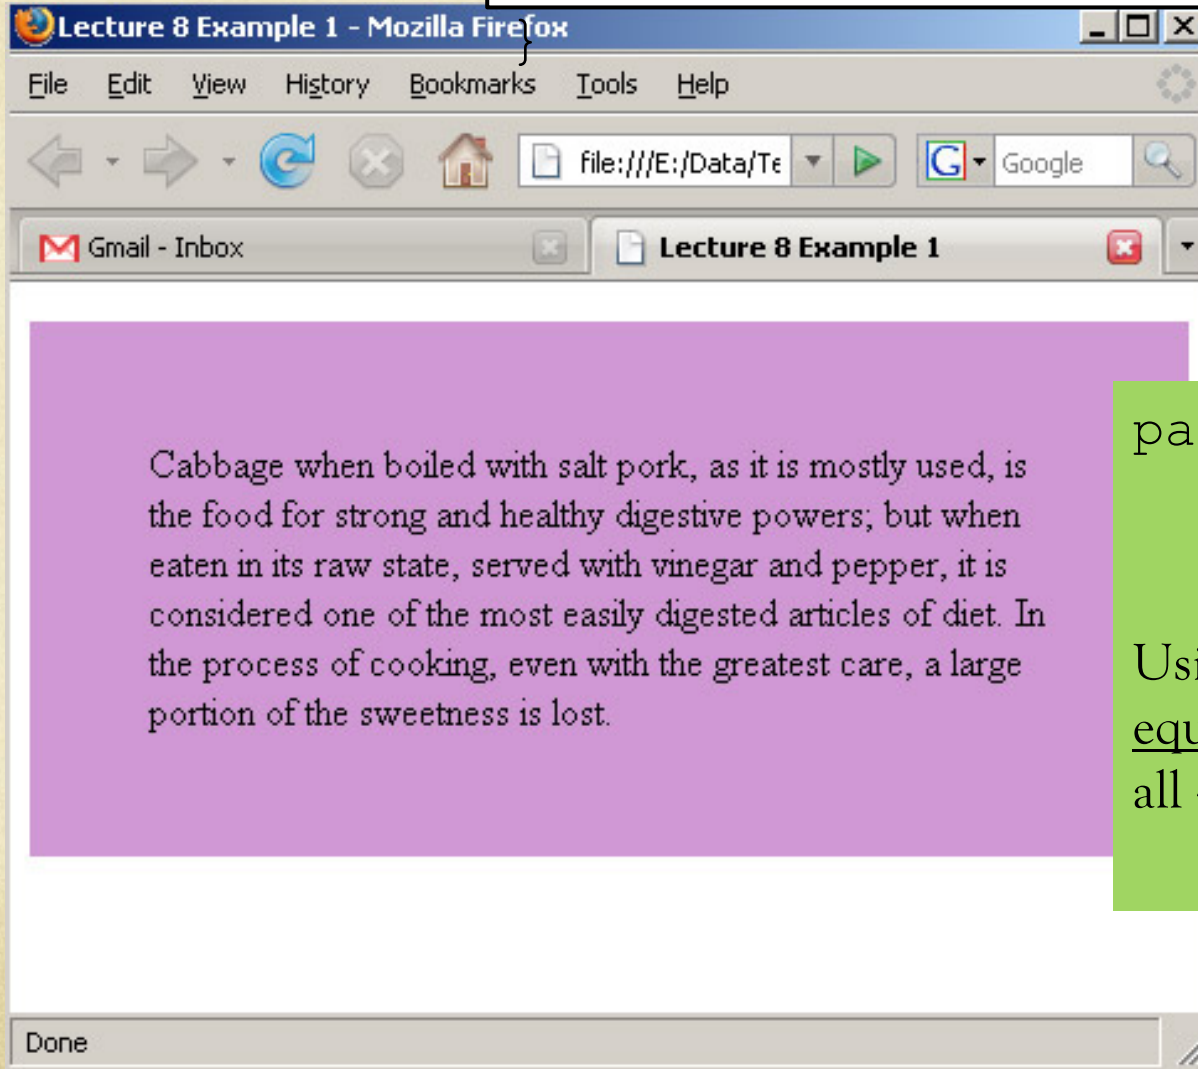 Lecture 8 Example 1 - Mozilla Firefox
}
File Edit View History Bookmarks Tools Help
file:///E:/Data/Te G Google
Gmail - Inbox Lecture 8 Example 1
Cabbage when boiled with salt pork, as it is mostly used, is
the food for strong and healthy digestive powers; but when
eaten in its raw state, served with vinegar and pepper, it is
considered one of the most easily digested articles of diet. In
the process of cooking, even with the greatest care, a large
portion of the sweetness is lost.
pa
Usi
equ
all
Done